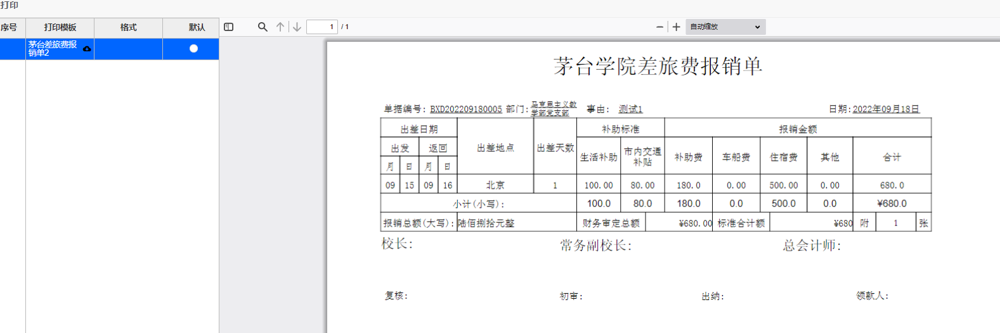 打印
序号 打印模板 格式 默认
1 / 1
自动缩放
茅台差旅费报
销单2
茅台学院差旅费报销单
单据编号: BXD202209180005 部门: 马克思主义教学部党支部 事由: 测试1 日期:2022年09月18日
出差日期 出差地点 出差天数 补助标准 报销金额
出发 返回 生活补助 市内交通补贴 补助费 车船费 住宿费 其他 合计
月 日 月 日
09 15 09 16 北京 1 100.00 80.00 180.0 0.00 500.00 0.00 680.0
小计(小写): 100.0 80.0 180.0 0.0 500.0 0.0 ¥680.0
报销总额(大写): 陆佰捌拾元整 财务审定总额 ¥680.00 标准合计额 ¥680 附 1 张
校长: 常务副校长: 总会计师:
复核: 初审: 出纳: 领款人: